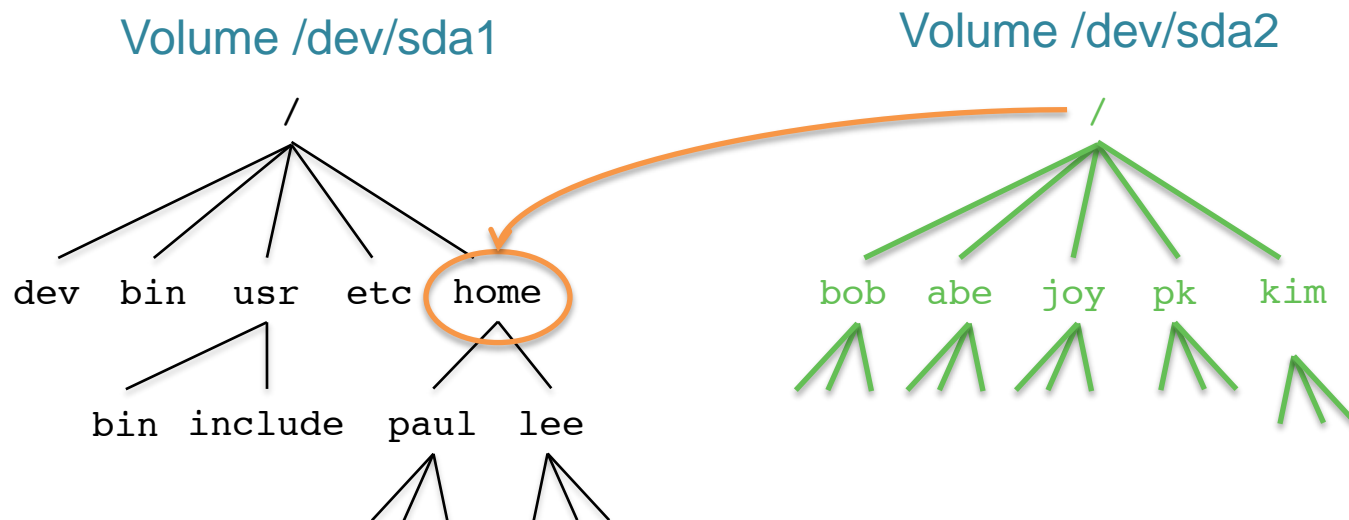 Volume /dev/sda1
Volume /dev/sda2
/
/
dev bin usr etc home
bob abe joy pk kim
bin include paul lee